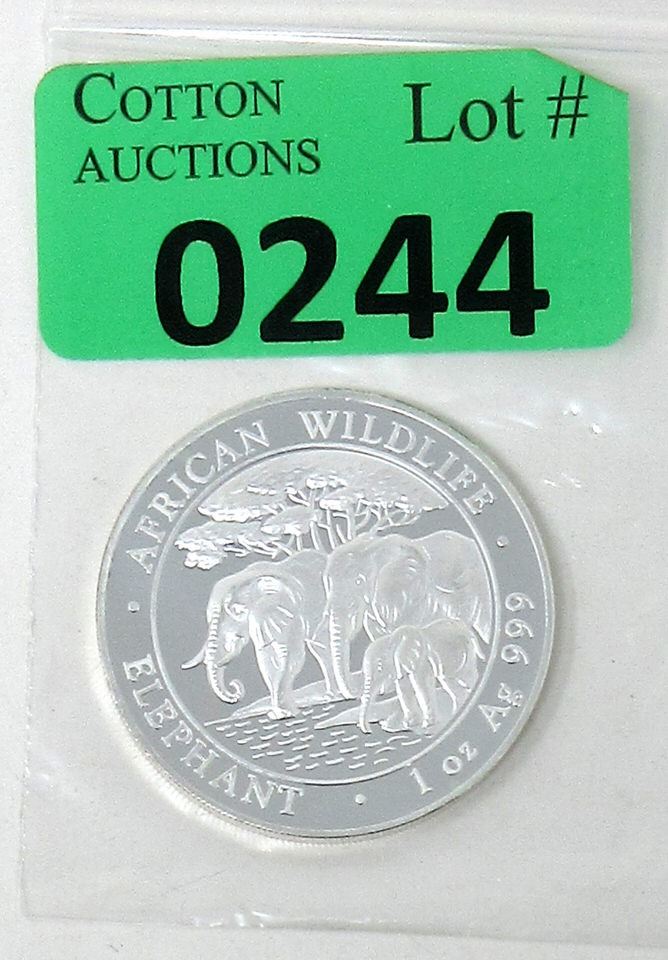 COTTON
AUCTIONS
Lot #
0244
AFRICAN WILDLIFE
ELEPHANT
1 oz Ag 999